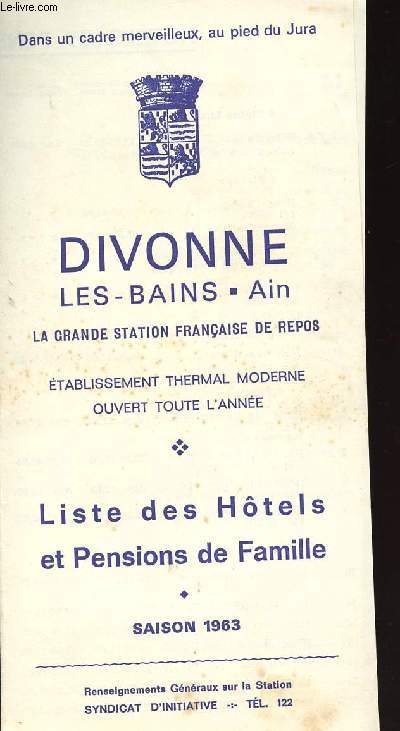 Le-livre.com
Dans un cadre merveilleux, au pied du Jura
DIVONNE
LES-BAINS ▪ Ain
LA GRANDE STATION FRANÇAISE DE REPOS
ÉTABLISSEMENT THERMAL MODERNE
OUVERT TOUTE L'ANNÉE
Liste des Hôtels
et Pensions de Famille
SAISON 1963
Renseignements Généraux sur la Station
SYNDICAT D'INITIATIVE -:- TÉL. 122